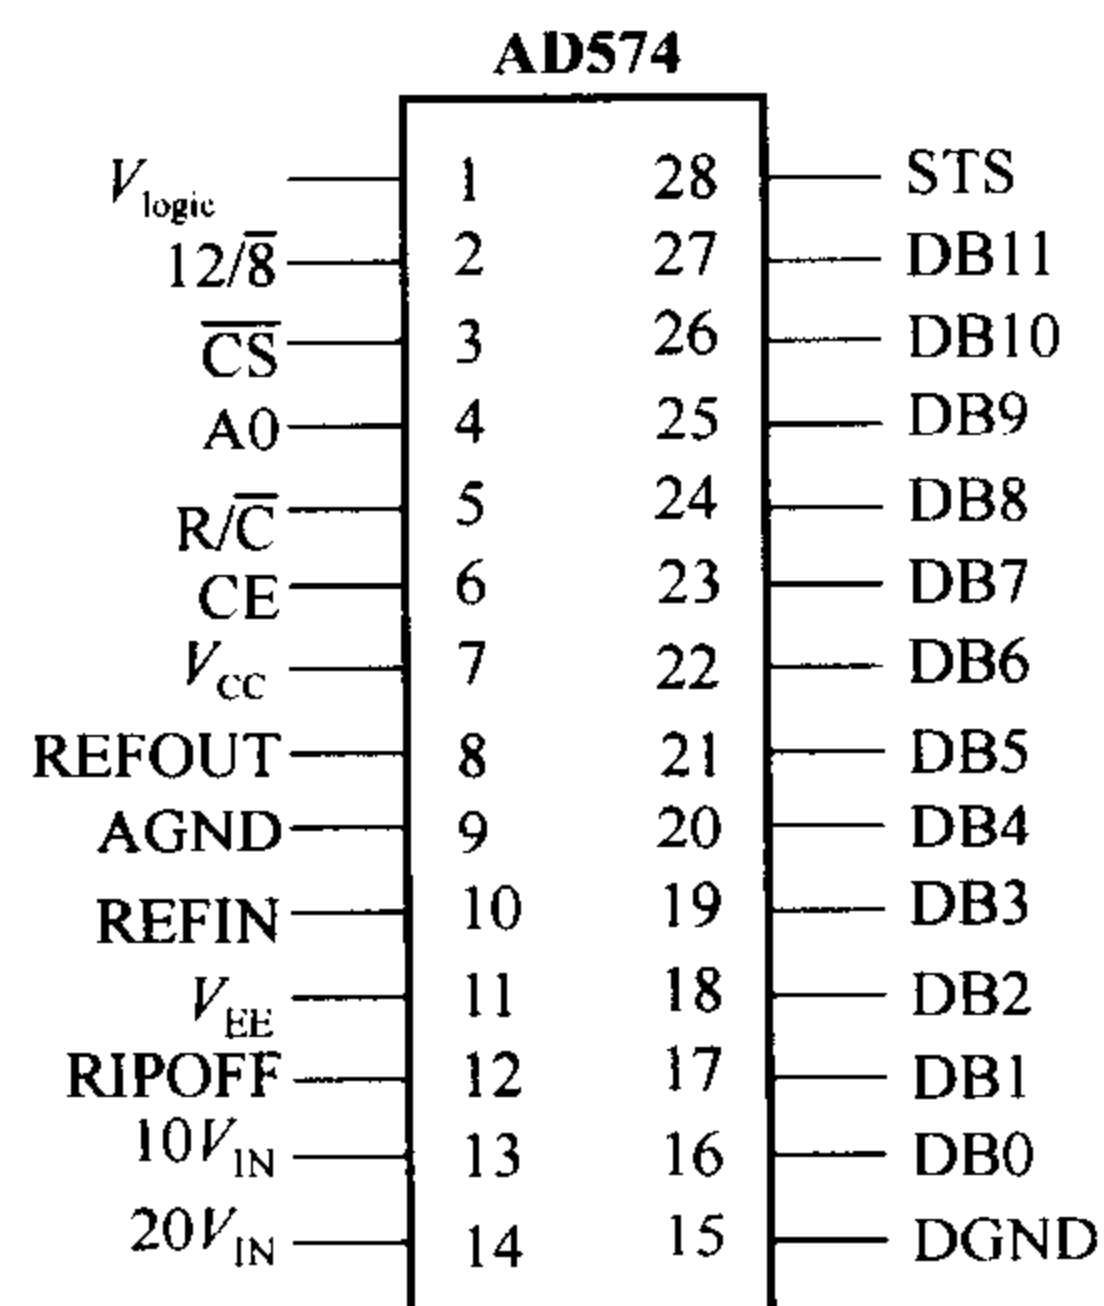 AD574
V_logic 1 28 STS
12/8̅ 2 27 DB11
C̅S̅ 3 26 DB10
A0 4 25 DB9
R/C̅ 5 24 DB8
CE 6 23 DB7
V_CC 7 22 DB6
REFOUT 8 21 DB5
AGND 9 20 DB4
REFIN 10 19 DB3
V_EE 11 18 DB2
RIPOFF 12 17 DB1
10V_IN 13 16 DB0
20V_IN 14 15 DGND